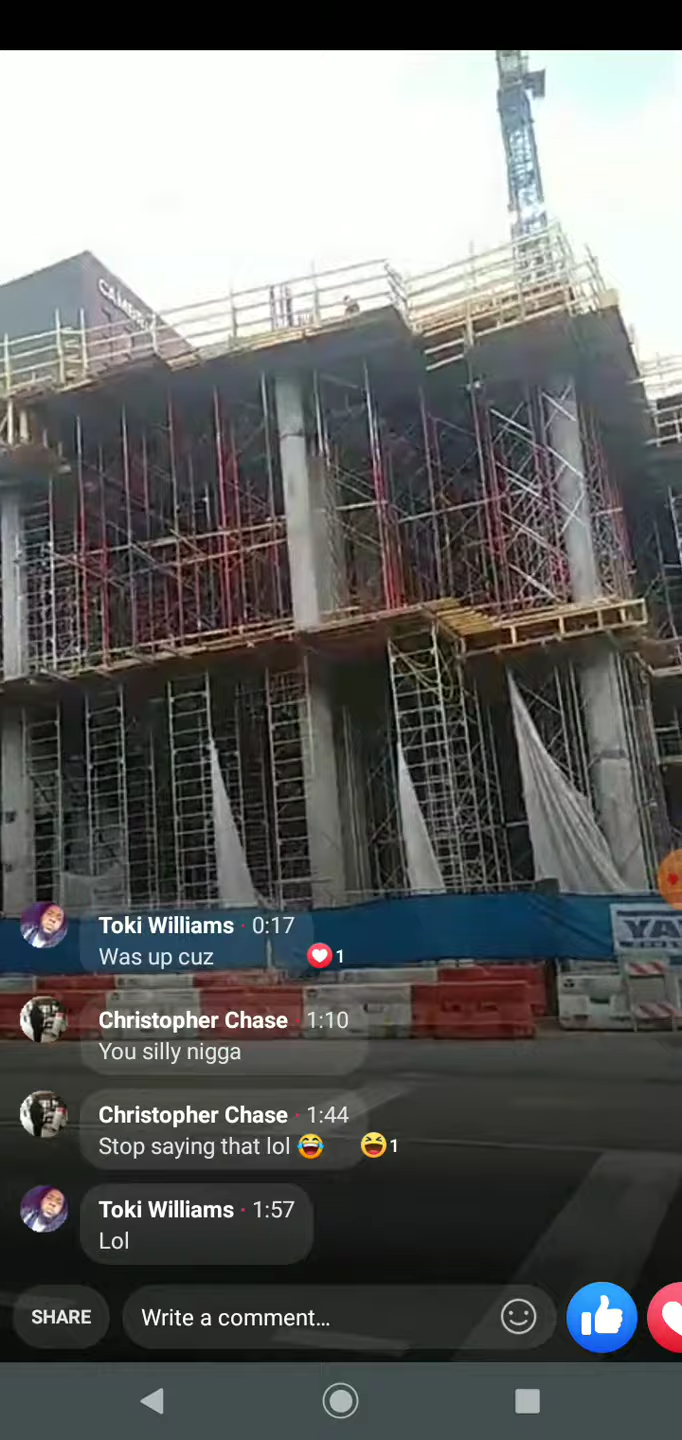 Toki Williams · 0:17
Was up cuz
1
Christopher Chase · 1:10
You silly nigga
Christopher Chase · 1:44
Stop saying that lol 😂
1
Toki Williams · 1:57
Lol
SHARE
Write a comment...